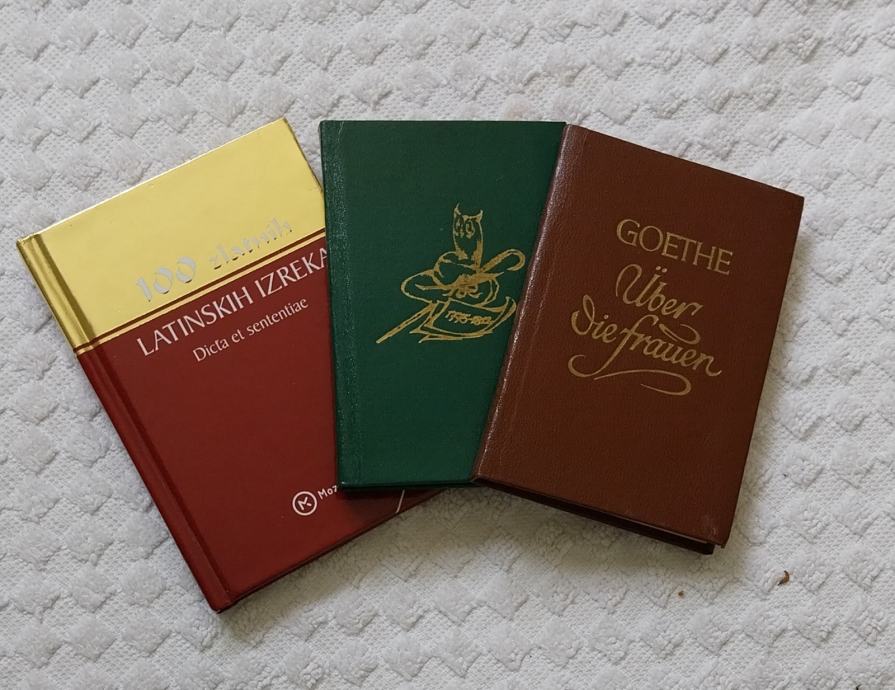 100 zlatnih
LATINSKIH IZREKA
Dicta et sententiae
GOETHE
Über
die frauen